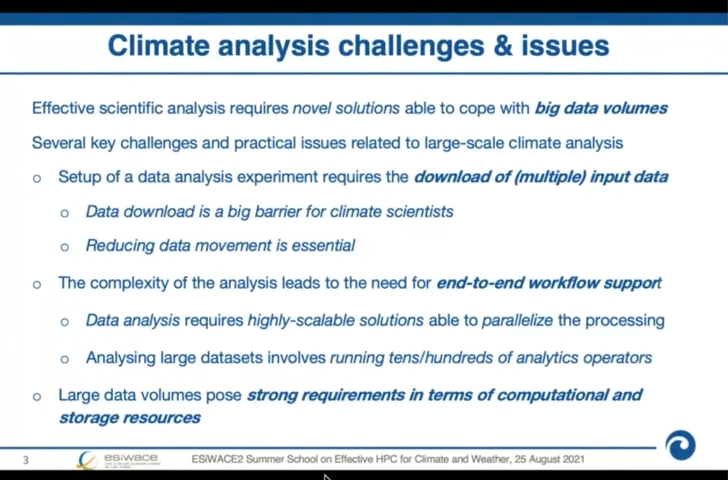 Climate analysis challenges & issues
Effective scientific analysis requires novel solutions able to cope with big data volumes
Several key challenges and practical issues related to large-scale climate analysis
o Setup of a data analysis experiment requires the download of (multiple) input data
o Data download is a big barrier for climate scientists
o Reducing data movement is essential
o The complexity of the analysis leads to the need for end-to-end workflow support
o Data analysis requires highly-scalable solutions able to parallelize the processing
o Analysing large datasets involves running tens/hundreds of analytics operators
o Large data volumes pose strong requirements in terms of computational and
storage resources
3
esiwace
ESiWACE2 Summer School on Effective HPC for Climate and Weather, 25 August 2021